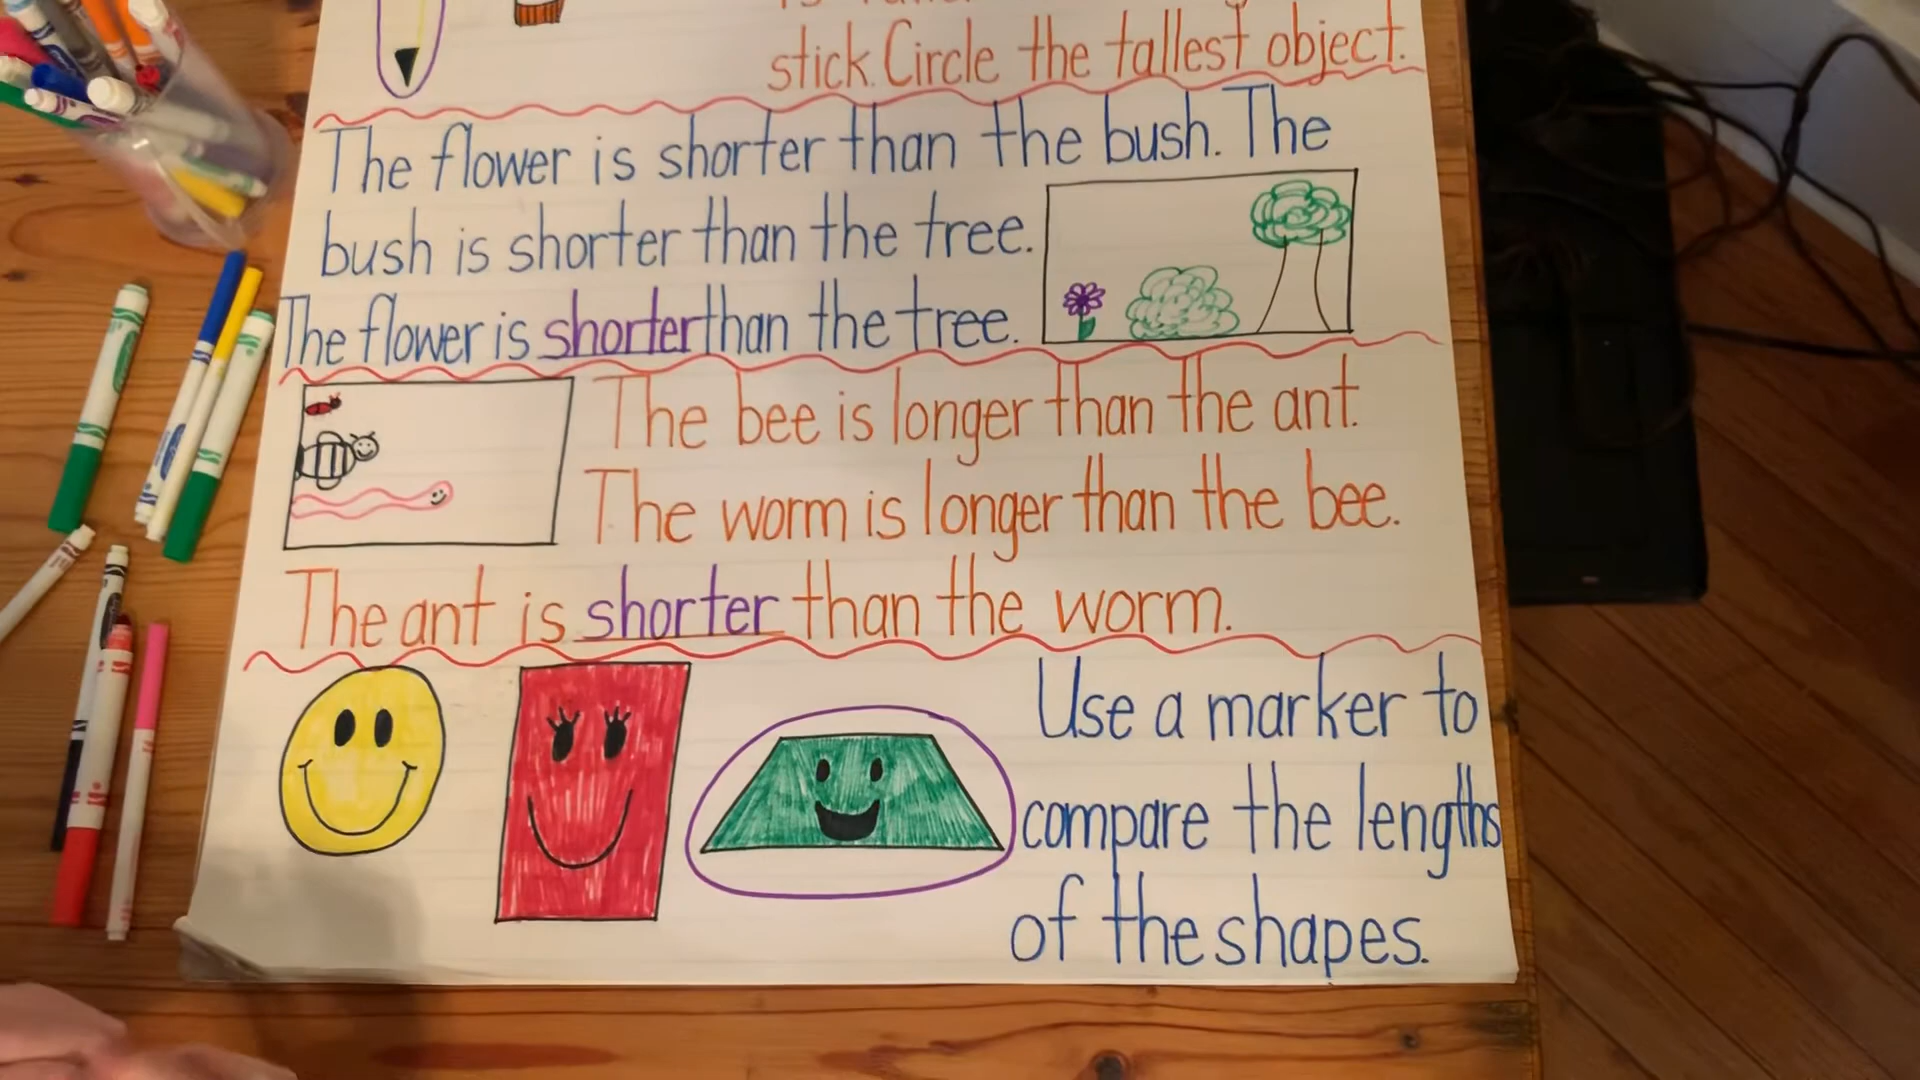 stick. Circle the tallest object.
The flower is shorter than the bush. The
bush is shorter than the tree.
The flower is shorter than the tree.
The bee is longer than the ant.
The worm is longer than the bee.
The ant is shorter than the worm.
Use a marker to
compare the lengths
of the shapes.